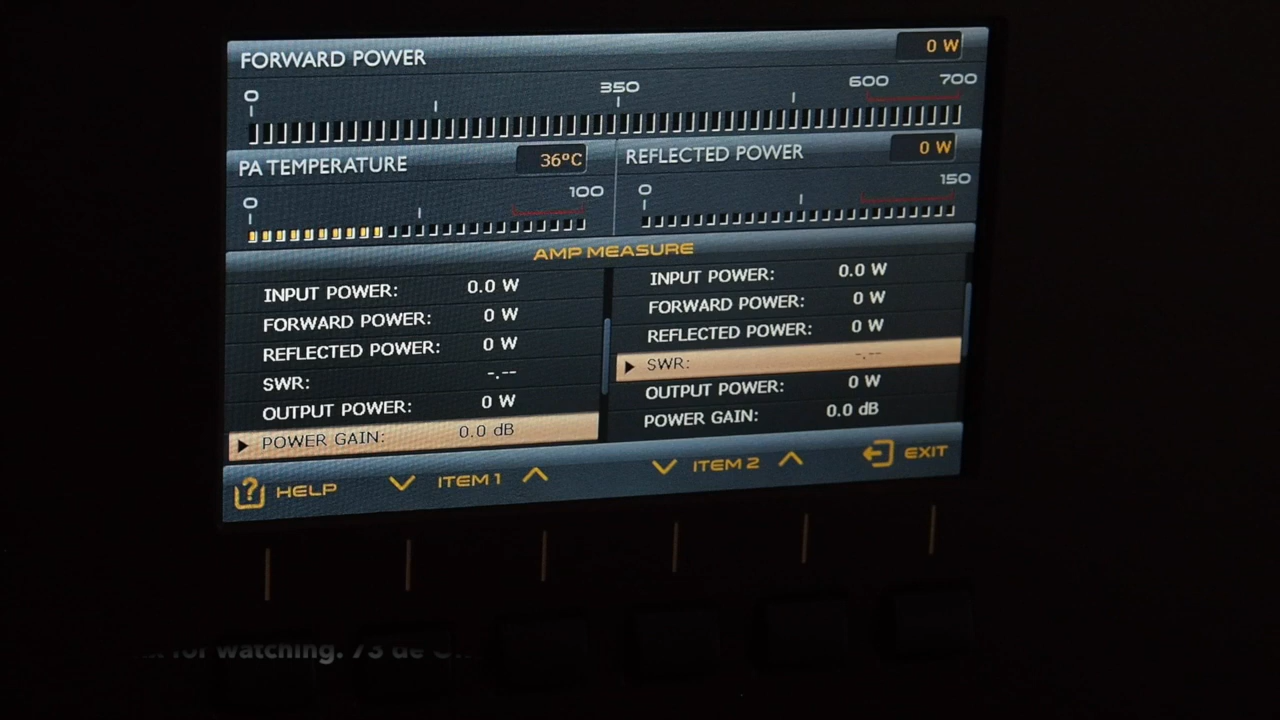 FORWARD POWER 0 W
0 350 600 700
PA TEMPERATURE 36°C
0 100
REFLECTED POWER 0 W
0 150
AMP MEASURE
INPUT POWER: 0.0 W
FORWARD POWER: 0 W
REFLECTED POWER: 0 W
SWR: -.--
OUTPUT POWER: 0 W
POWER GAIN: 0.0 dB
INPUT POWER: 0.0 W
FORWARD POWER: 0 W
REFLECTED POWER: 0 W
SWR: -.--
OUTPUT POWER: 0 W
POWER GAIN: 0.0 dB
? HELP ITEM 1 ITEM 2 EXIT
for watching. 73 de